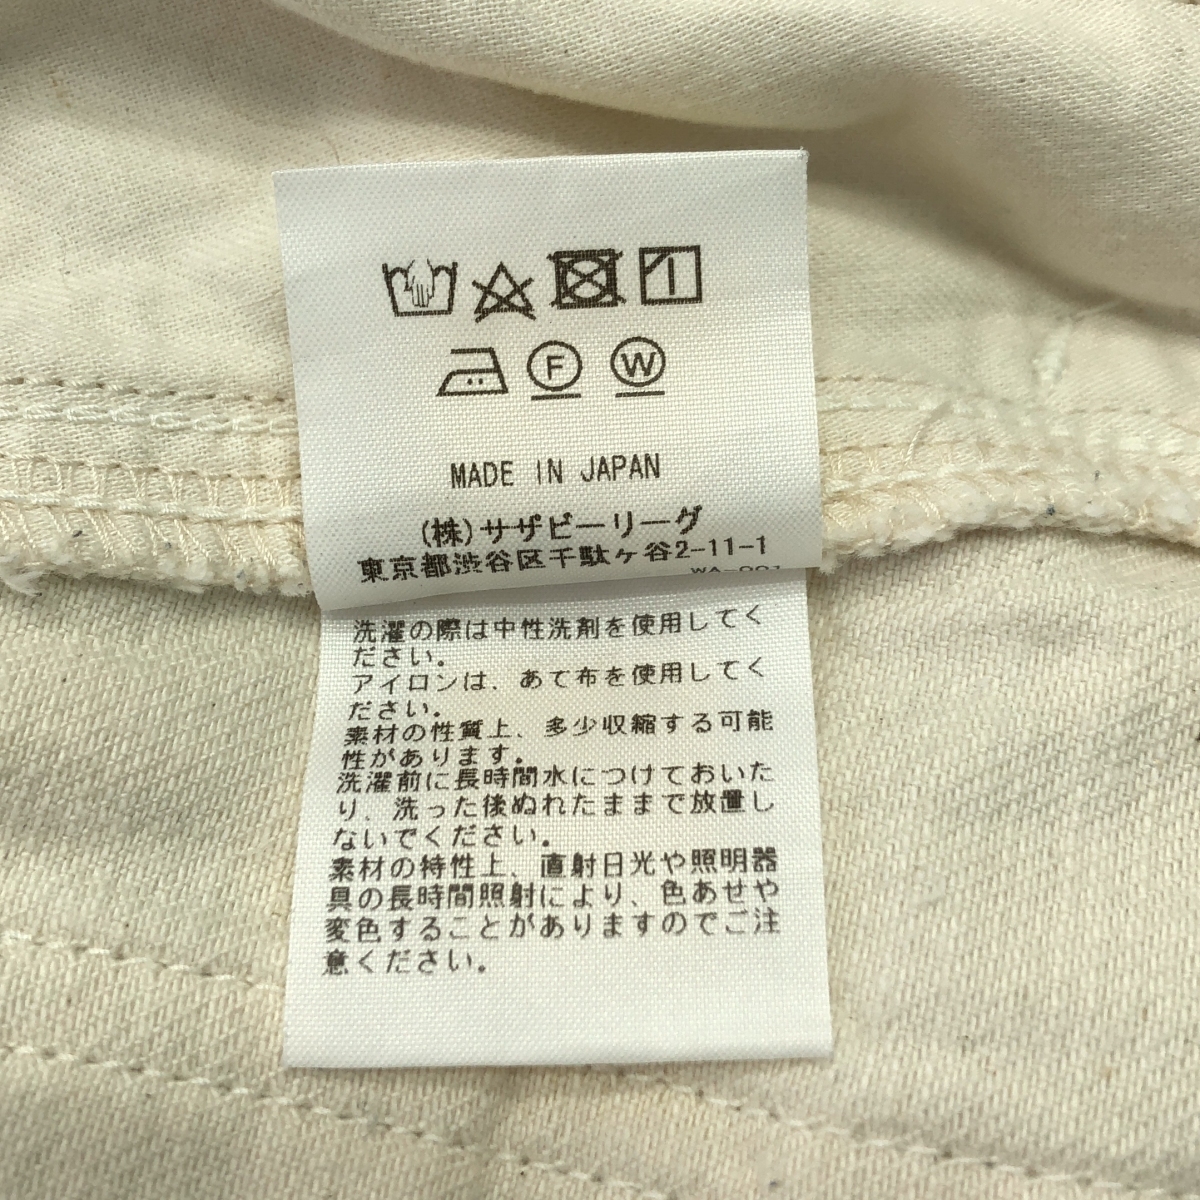 F W
MADE IN JAPAN
(株)サザビーリーグ
東京都渋谷区千駄ヶ谷2-11-1
WA-001
洗濯の際は中性洗剤を使用してく
ださい。
アイロンは、あて布を使用してく
ださい。
素材の性質上、多少収縮する可能
性があります。
洗濯前に長時間水につけておいた
り、洗った後ぬれたままで放置し
ないでください。
素材の特性上、直射日光や照明器
具の長時間照射により、色あせや
変色することがありますのでご注
意ください。